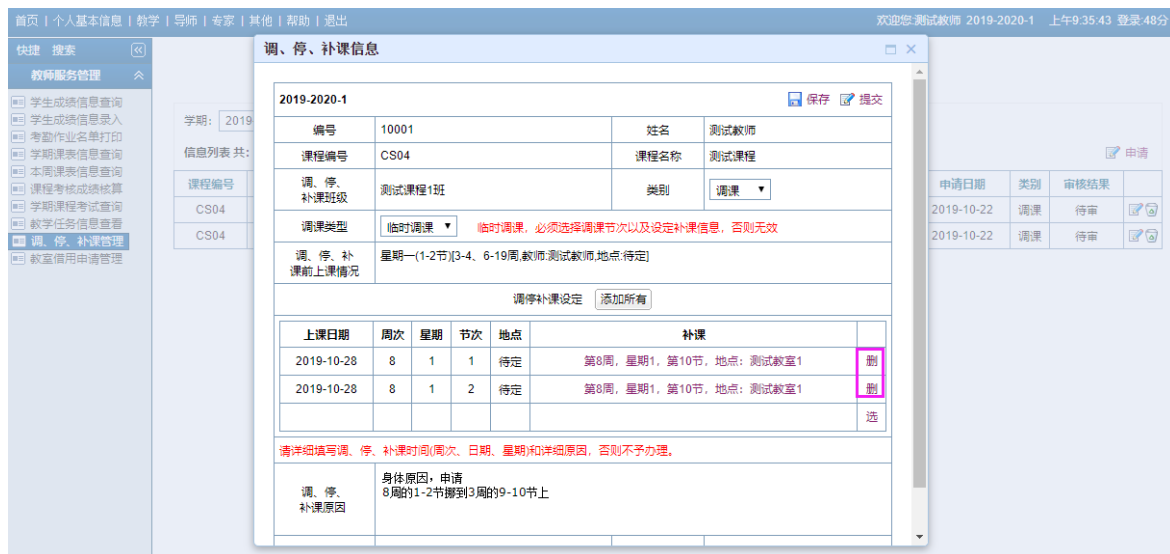 首页 | 个人基本信息 | 教学 | 导师 | 专家 | 其他 | 帮助 | 退出
欢迎您:测试教师 2019-2020-1 上午9:35:43 登录:48分
快捷 搜索
教师服务管理
学生成绩信息查询
学生成绩信息录入
考勤作业名单打印
学期课表信息查询
本周课表信息查询
课程考核成绩核算
学期课程考试查询
教学任务信息查看
调、停、补课管理
教室借用申请管理
学期: 2019
信息列表 共:
课程编号
CS04
CS04
调、停、补课信息
2019-2020-1 保存 提交
编号 10001 姓名 测试教师
课程编号 CS04 课程名称 测试课程
调、停、
补课班级 测试课程1班 类别 调课
调课类型 临时调课 临时调课，必须选择调课节次以及设定补课信息，否则无效
调、停、补
课前上课情况 星期一(1-2节)[3-4、6-19周,教师:测试教师,地点:待定]
调停补课设定 添加所有
上课日期 周次 星期 节次 地点 补课
2019-10-28 8 1 1 待定 第8周，星期1，第10节，地点：测试教室1 删
2019-10-28 8 1 2 待定 第8周，星期1，第10节，地点：测试教室1 删
选
请详细填写调、停、补课时间(周次、日期、星期)和详细原因，否则不予办理。
调、停、
补课原因
身体原因，申请
8周的1-2节挪到3周的9-10节上
申请
申请日期 类别 审核结果
2019-10-22 调课 待审
2019-10-22 调课 待审